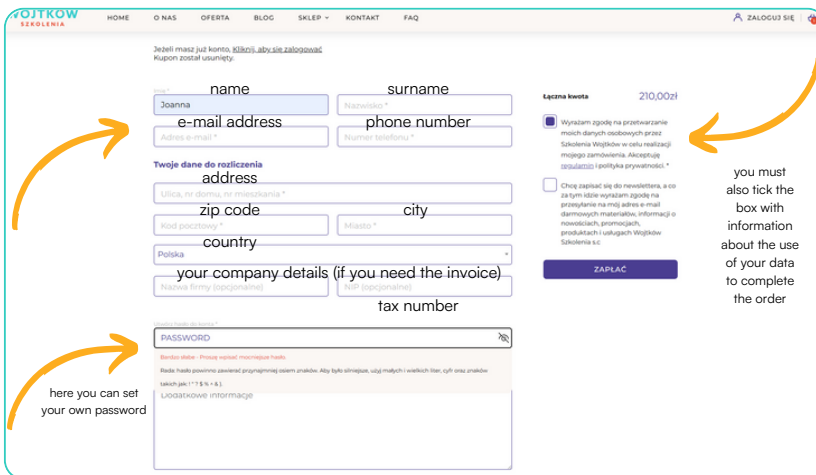 WOJTKÓW
SZKOLENIA
HOME O NAS OFERTA BLOG SKLEP KONTAKT FAQ ZALOGUJ SIĘ
Jeżeli masz już konto, Kliknij, aby się zalogować
Kupon został usunięty.
name surname
Imię *
Joanna Nazwisko *
e-mail address phone number
Adres e-mail * Numer telefonu *
Twoje dane do rozliczenia
address
Ulica, nr domu, nr mieszkania *
zip code city
Kod pocztowy * Miasto *
country
Polska
your company details (if you need the invoice)
Nazwa firmy (opcjonalne) NIP (opcjonalne)
tax number
Utwórz hasło do konta *
PASSWORD
Bardzo słabe - Proszę wpisać mocniejsze hasło.
Rada: hasło powinno zawierać przynajmniej osiem znaków. Aby było silniejsze, użyj małych i wielkich liter, cyfr oraz znaków
takich jak: ! " ? $ % ^ & ).
Dodatkowe informacje
here you can set
your own password
Łączna kwota 210,00zł
Wyrażam zgodę na przetwarzanie
moich danych osobowych przez
Szkolenia Wojtków w celu realizacji
mojego zamówienia. Akceptuję
regulamin i polityka prywatności. *
Chcę zapisać się do newslettera, a co
za tym idzie wyrażam zgodę na
przesyłanie na mój adres e-mail
darmowych materiałów, informacji o
nowościach, promocjach,
produktach i usługach Wojtków
Szkolenia s.c
ZAPŁAĆ
you must
also tick the
box with
information
about the use
of your data
to complete
the order